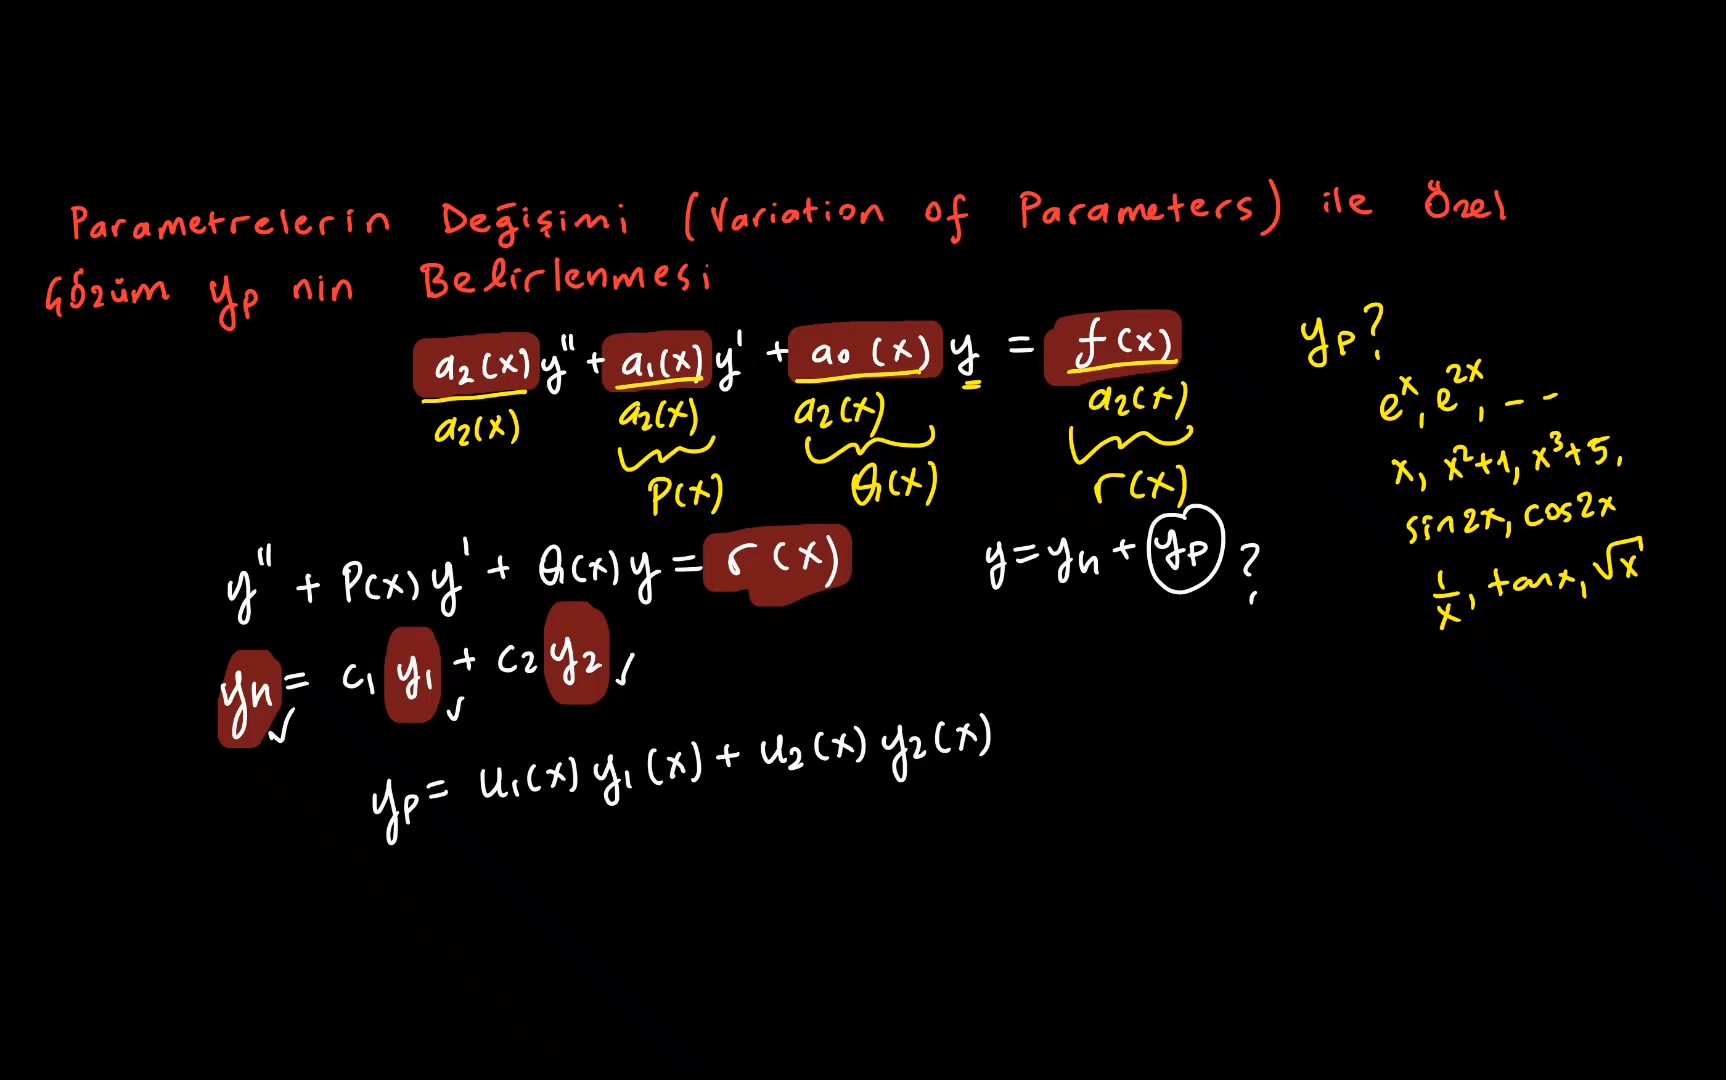 Parametrelerin Değişimi (Variation of Parameters) ile Özel
Çözüm yp nin Belirlenmesi
a2(x) y'' + a1(x) y' + a0(x) y = f(x)
a2(x) a2(x) a2(x) a2(x)
P(x) Q(x) r(x)
yp?
e^x, e^2x, - -
x, x^2+1, x^3+5,
sin2x, cos2x
1/x, tanx, √x
y'' + P(x) y' + Q(x) y = r(x)
y = yh + yp ?
yh = c1 y1 + c2 y2
yp = u1(x) y1(x) + u2(x) y2(x)